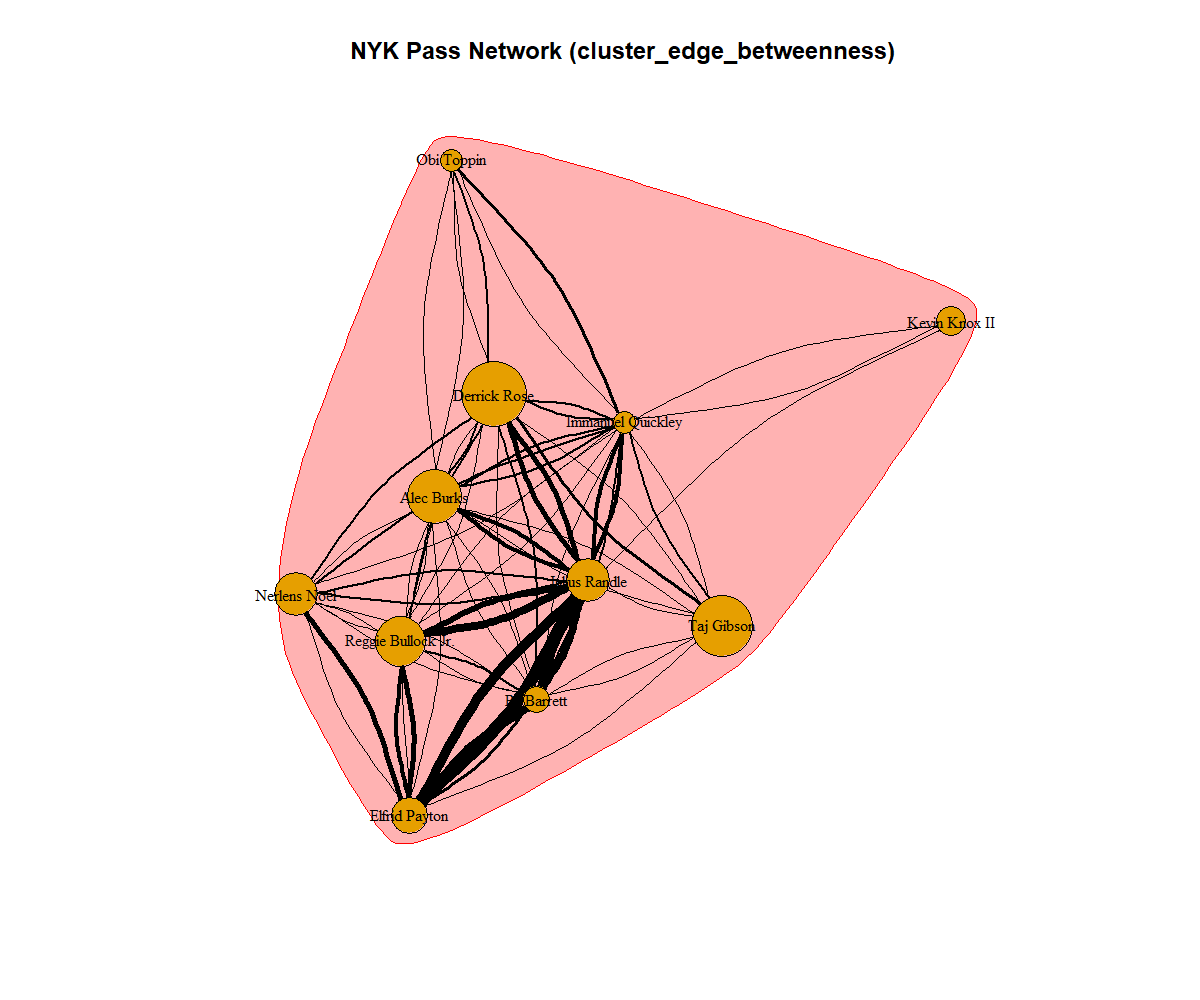 NYK Pass Network (cluster_edge_betweenness)
Obi Toppin
Kevin Knox II
Derrick Rose
Immanuel Quickley
Alec Burks
Julius Randle
Nerlens Noel
Taj Gibson
Reggie Bullock Jr.
RJ Barrett
Elfrid Payton